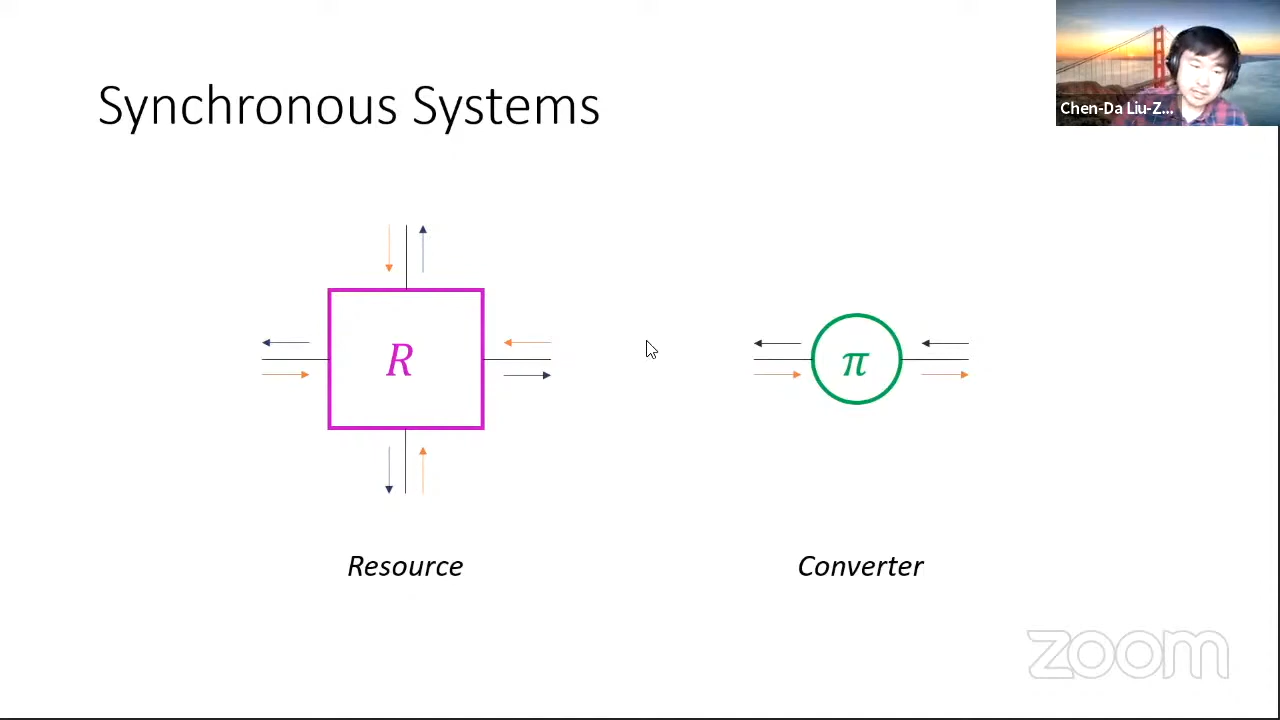 Synchronous Systems
Chen-Da Liu-Z...
R
π
Resource
Converter
zoom